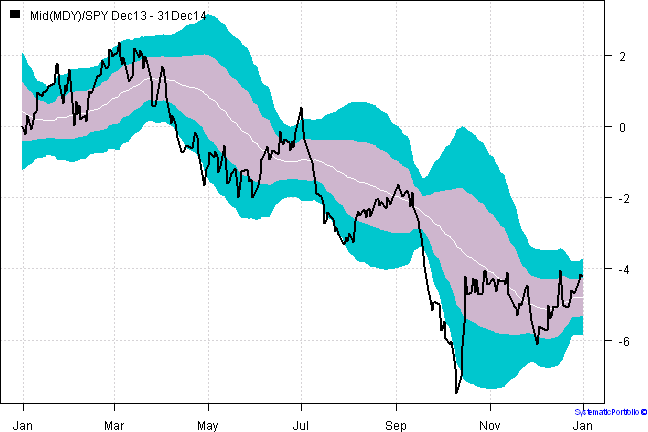 Mid(MDY)/SPY Dec13 - 31Dec14
2
0
-2
-4
-6
Jan Mar May Jul Sep Nov Jan
SystematicPortfolio ©